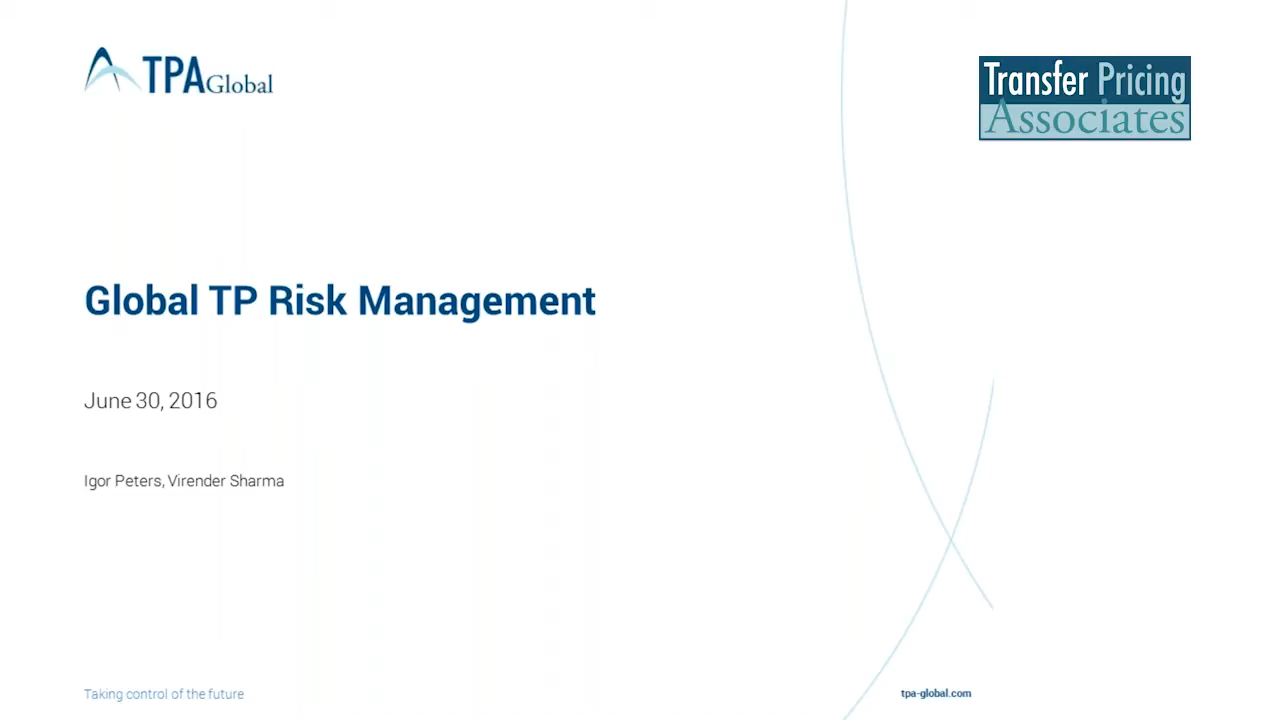 TPA Global
Transfer Pricing
Associates
Global TP Risk Management
June 30, 2016
Igor Peters, Virender Sharma
Taking control of the future
tpa-global.com